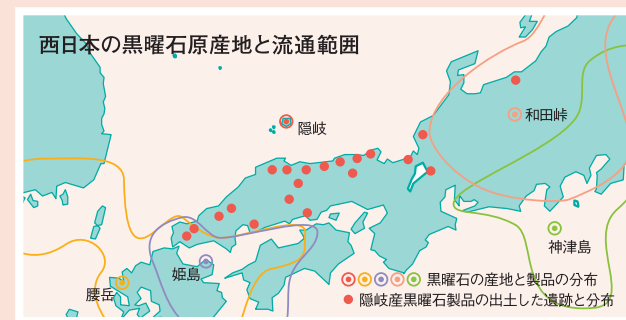 西日本の黒曜石原産地と流通範囲
隠岐
和田峠
神津島
姫島
腰岳
黒曜石の産地と製品の分布
隠岐産黒曜石製品の出土した遺跡と分布